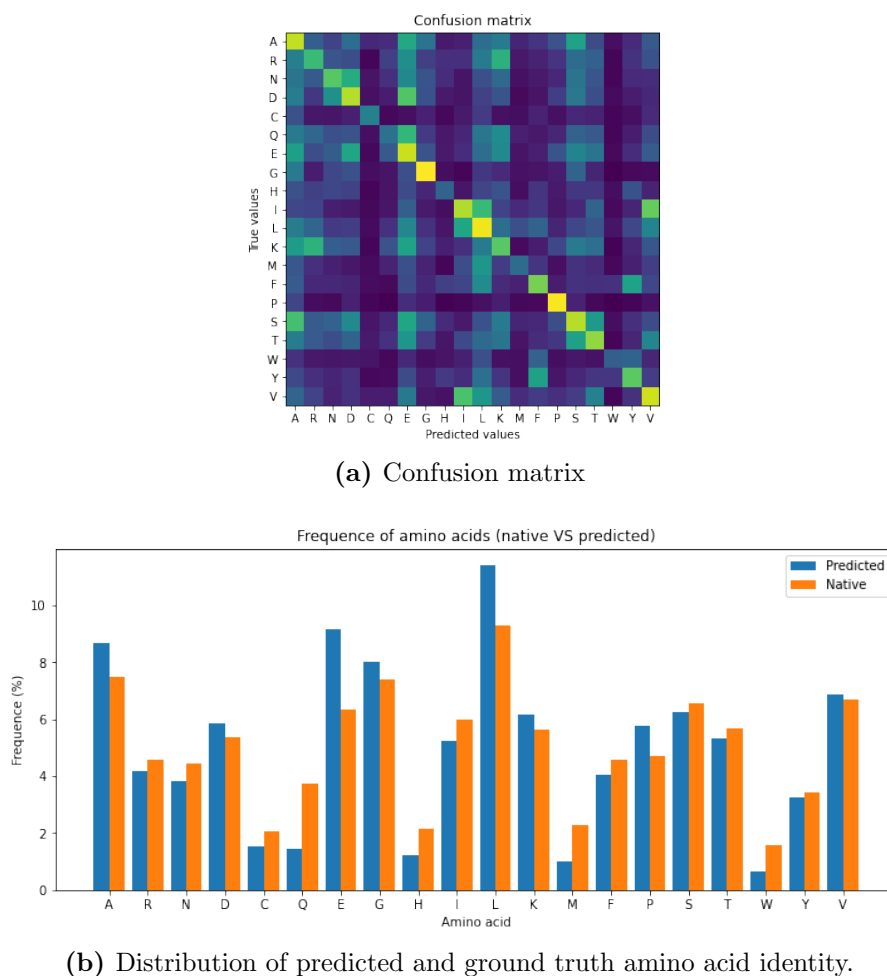 Confusion matrix
A
R
N
D
C
Q
E
G
H
I
L
K
M
F
P
S
T
W
Y
V
True values
A R N D C Q E G H I L K M F P S T W Y V
Predicted values
(a) Confusion matrix
Frequence of amino acids (native VS predicted)
Predicted
Native
10
8
6
4
2
0
Frequence (%)
A R N D C Q E G H I L K M F P S T W Y V
Amino acid
(b) Distribution of predicted and ground truth amino acid identity.